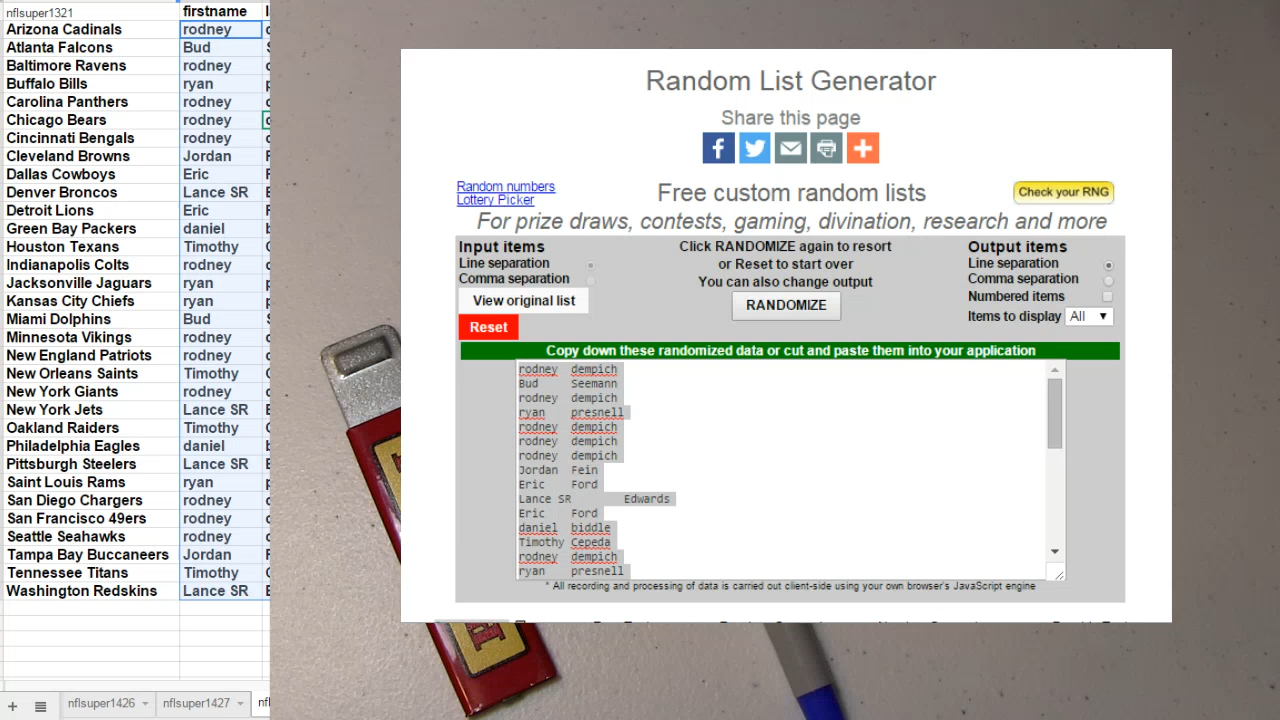 nflsuper1321 firstname l
Arizona Cadinals rodney
Atlanta Falcons Bud
Baltimore Ravens rodney
Buffalo Bills ryan
Carolina Panthers rodney
Chicago Bears rodney
Cincinnati Bengals rodney
Cleveland Browns Jordan
Dallas Cowboys Eric
Denver Broncos Lance SR
Detroit Lions Eric
Green Bay Packers daniel
Houston Texans Timothy
Indianapolis Colts rodney
Jacksonville Jaguars ryan
Kansas City Chiefs ryan
Miami Dolphins Bud
Minnesota Vikings rodney
New England Patriots rodney
New Orleans Saints Timothy
New York Giants rodney
New York Jets Lance SR
Oakland Raiders Timothy
Philadelphia Eagles daniel
Pittsburgh Steelers Lance SR
Saint Louis Rams ryan
San Diego Chargers rodney
San Francisco 49ers rodney
Seattle Seahawks rodney
Tampa Bay Buccaneers Jordan
Tennessee Titans Timothy
Washington Redskins Lance SR
nflsuper1426 nflsuper1427 nfl
Random List Generator
Share this page
Random numbers
Lottery Picker
Free custom random lists
Check your RNG
For prize draws, contests, gaming, divination, research and more
Input items
Line separation
Comma separation
View original list
Reset
Click RANDOMIZE again to resort
or Reset to start over
You can also change output
RANDOMIZE
Output items
Line separation
Comma separation
Numbered items
Items to display All
Copy down these randomized data or cut and paste them into your application
rodney dempich
Bud Seemann
rodney dempich
ryan presnell
rodney dempich
rodney dempich
rodney dempich
Jordan Fein
Eric Ford
Lance SR Edwards
Eric Ford
daniel biddle
Timothy Cepeda
rodney dempich
ryan presnell
* All recording and processing of data is carried out client-side using your own browser's JavaScript engine